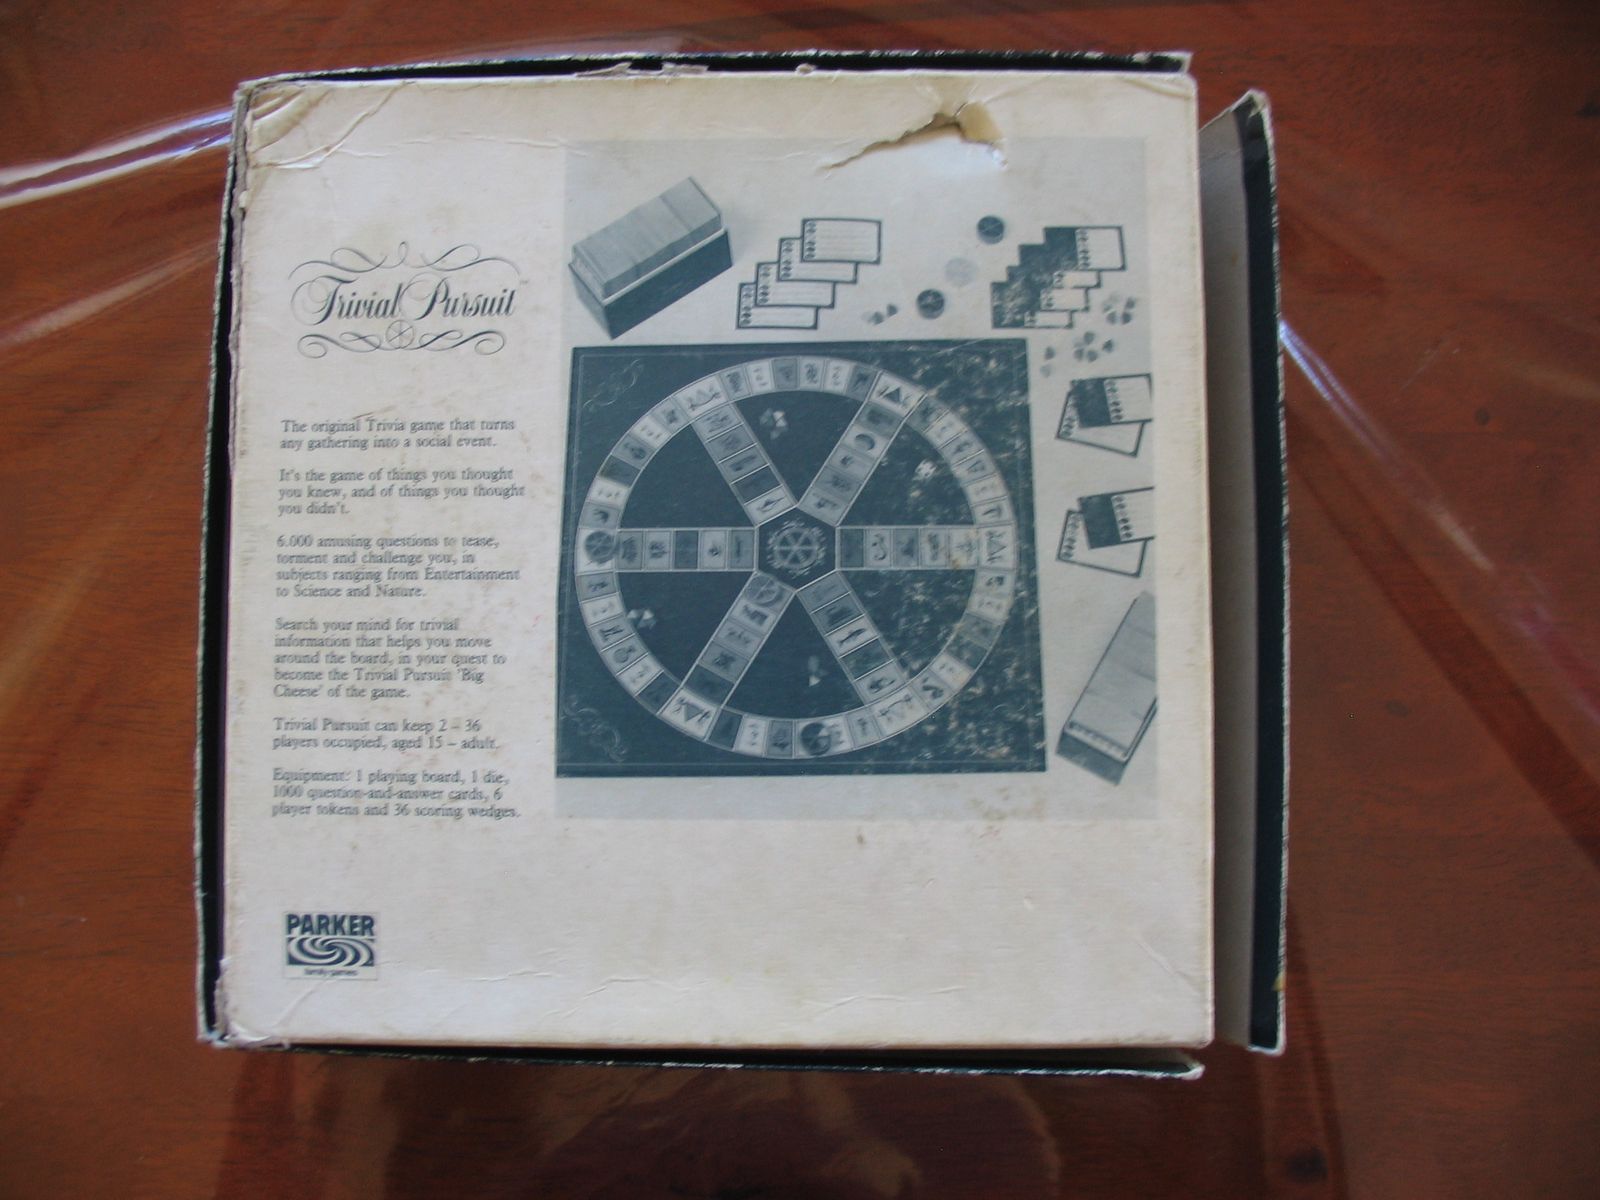 Trivial Pursuit™
The original Trivia game that turns
any gathering into a social event.
It's the game of things you thought
you knew, and of things you thought
you didn't.
6.000 amusing questions to tease,
torment and challenge you, in
subjects ranging from Entertainment
to Science and Nature.
Search your mind for trivial
information that helps you move
around the board, in your quest to
become the Trivial Pursuit 'Big
Cheese' of the game.
Trivial Pursuit can keep 2 – 36
players occupied, aged 15 – adult.
Equipment: 1 playing board, 1 die,
1000 question-and-answer cards, 6
player tokens and 36 scoring wedges.
PARKER
family games